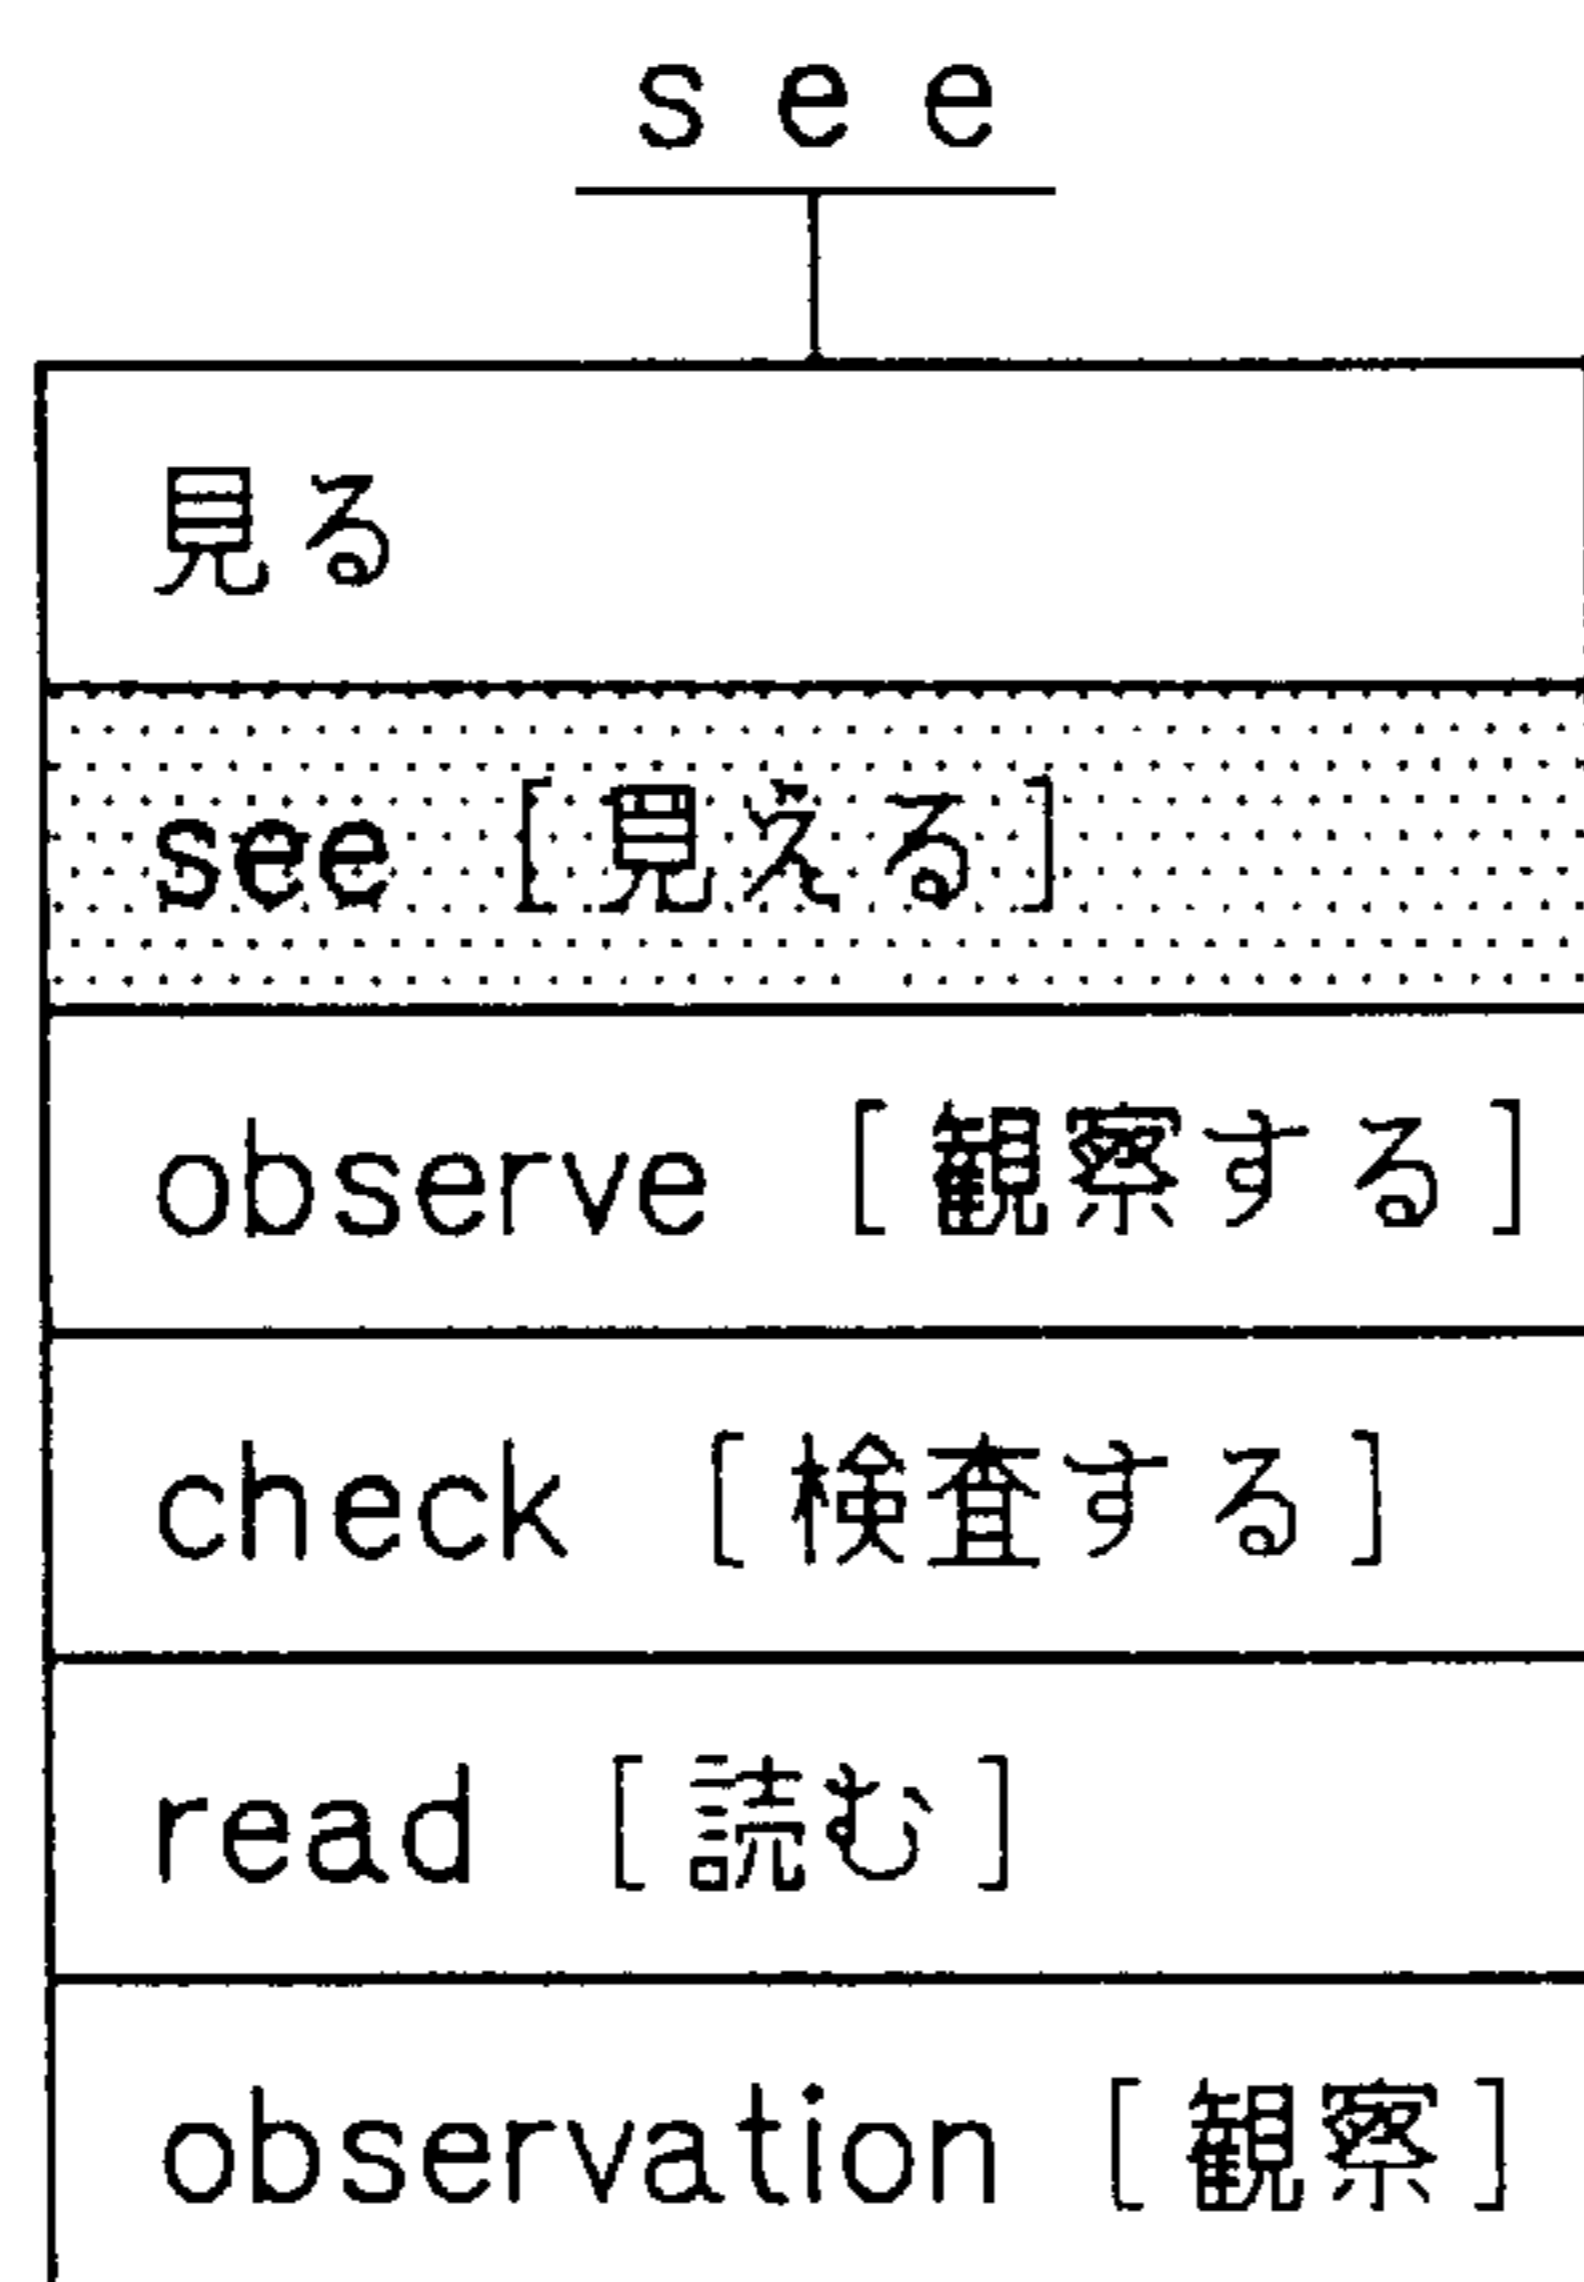 see
見る
see [見える]
observe [観察する]
check [検査する]
read [読む]
observation [観察]